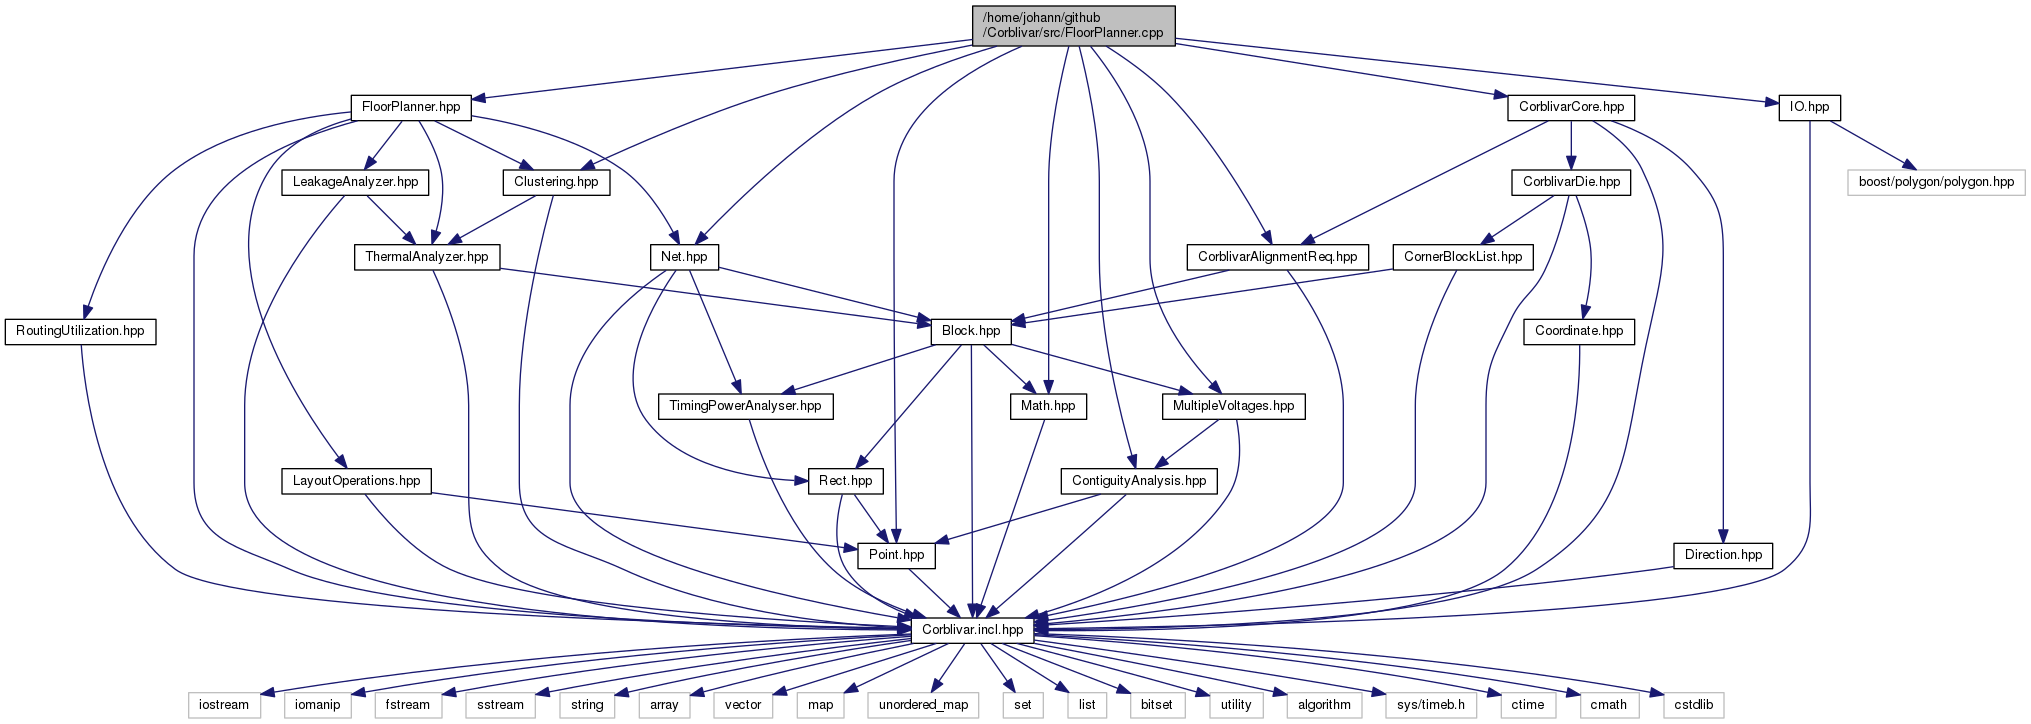 /home/johann/github
/Corblivar/src/FloorPlanner.cpp
FloorPlanner.hpp
CorblivarCore.hpp
IO.hpp
LeakageAnalyzer.hpp
Clustering.hpp
CorblivarDie.hpp
boost/polygon/polygon.hpp
ThermalAnalyzer.hpp
Net.hpp
CorblivarAlignmentReq.hpp
CornerBlockList.hpp
RoutingUtilization.hpp
Block.hpp
Coordinate.hpp
TimingPowerAnalyser.hpp
Math.hpp
MultipleVoltages.hpp
LayoutOperations.hpp
Rect.hpp
ContiguityAnalysis.hpp
Point.hpp
Direction.hpp
Corblivar.incl.hpp
iostream
iomanip
fstream
sstream
string
array
vector
map
unordered_map
set
list
bitset
utility
algorithm
sys/timeb.h
ctime
cmath
cstdlib